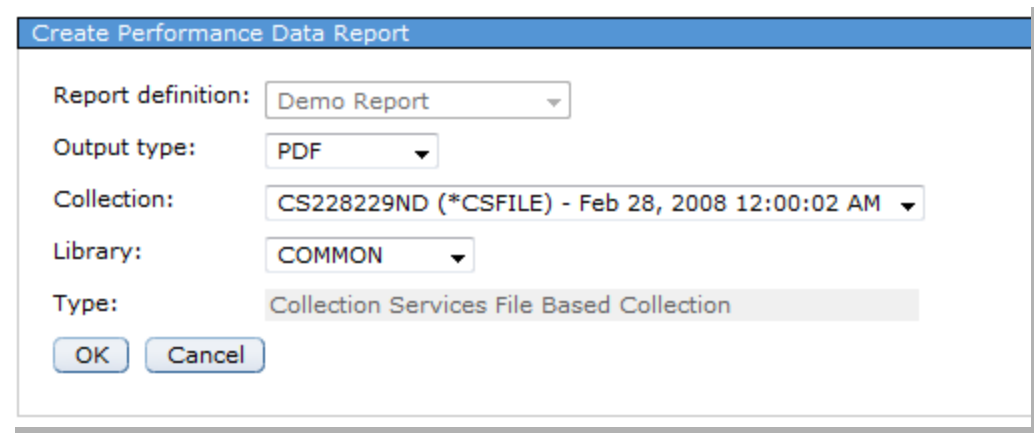 Create Performance Data Report
Report definition: Demo Report
Output type: PDF
Collection: CS228229ND (*CSFILE) - Feb 28, 2008 12:00:02 AM
Library: COMMON
Type: Collection Services File Based Collection
OK Cancel